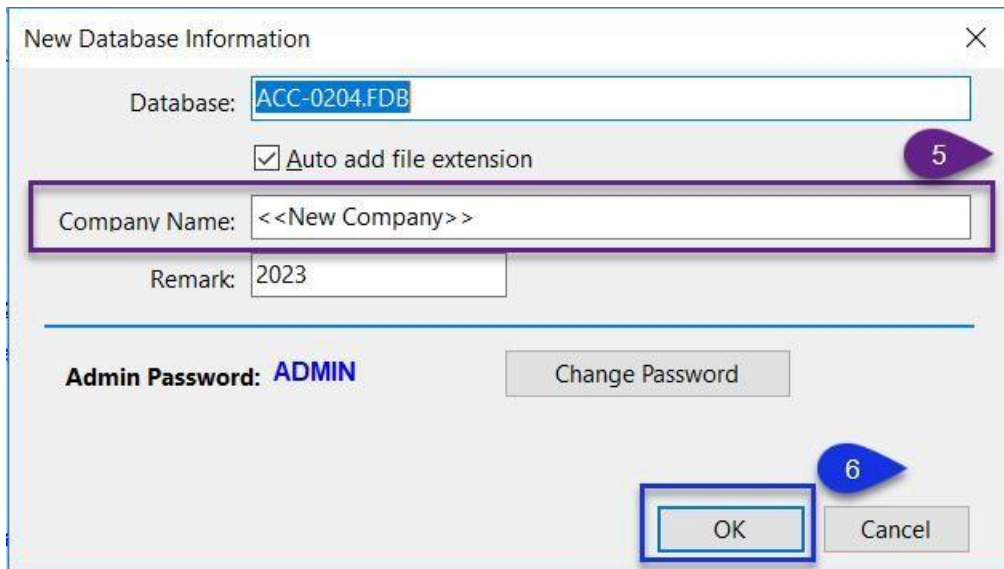 New Database Information
Database: ACC-0204.FDB
Auto add file extension
5
Company Name: <<New Company>>
Remark: 2023
Admin Password: ADMIN Change Password
6
OK Cancel